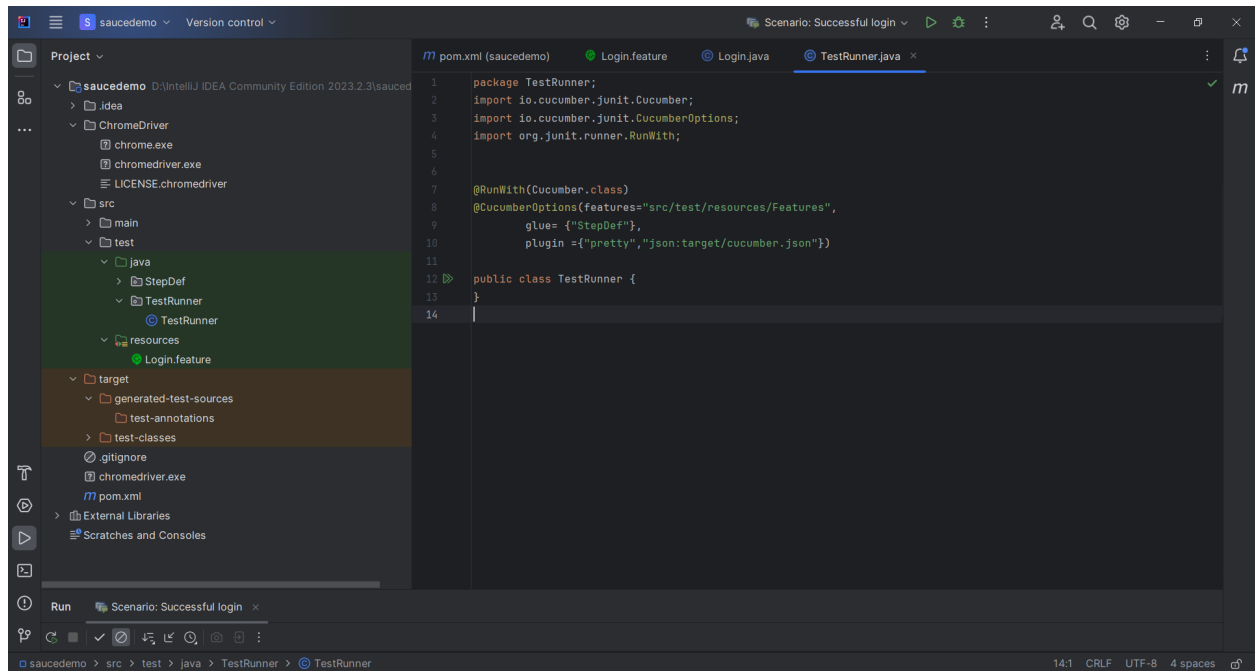 S saucedemo Version control Scenario: Successful login
Project
pom.xml (saucedemo) Login.feature Login.java TestRunner.java
saucedemo D:\IntelliJ IDEA Community Edition 2023.2.3\sauced
.idea
ChromeDriver
chrome.exe
chromedriver.exe
LICENSE.chromedriver
src
main
test
java
StepDef
TestRunner
TestRunner
resources
Login.feature
target
generated-test-sources
test-annotations
test-classes
.gitignore
chromedriver.exe
m pom.xml
External Libraries
Scratches and Consoles
1 package TestRunner;
2 import io.cucumber.junit.Cucumber;
3 import io.cucumber.junit.CucumberOptions;
4 import org.junit.runner.RunWith;
5
6
7 @RunWith(Cucumber.class)
8 @CucumberOptions(features="src/test/resources/Features",
9 glue= {"StepDef"},
10 plugin ={"pretty","json:target/cucumber.json"})
11
12 public class TestRunner {
13 }
14
m
Run Scenario: Successful login
saucedemo > src > test > java > TestRunner > TestRunner 14:1 CRLF UTF-8 4 spaces